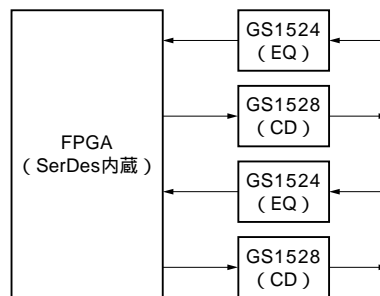 FPGA
（SerDes内蔵）
GS1524
（EQ）
GS1528
（CD）
GS1524
（EQ）
GS1528
（CD）